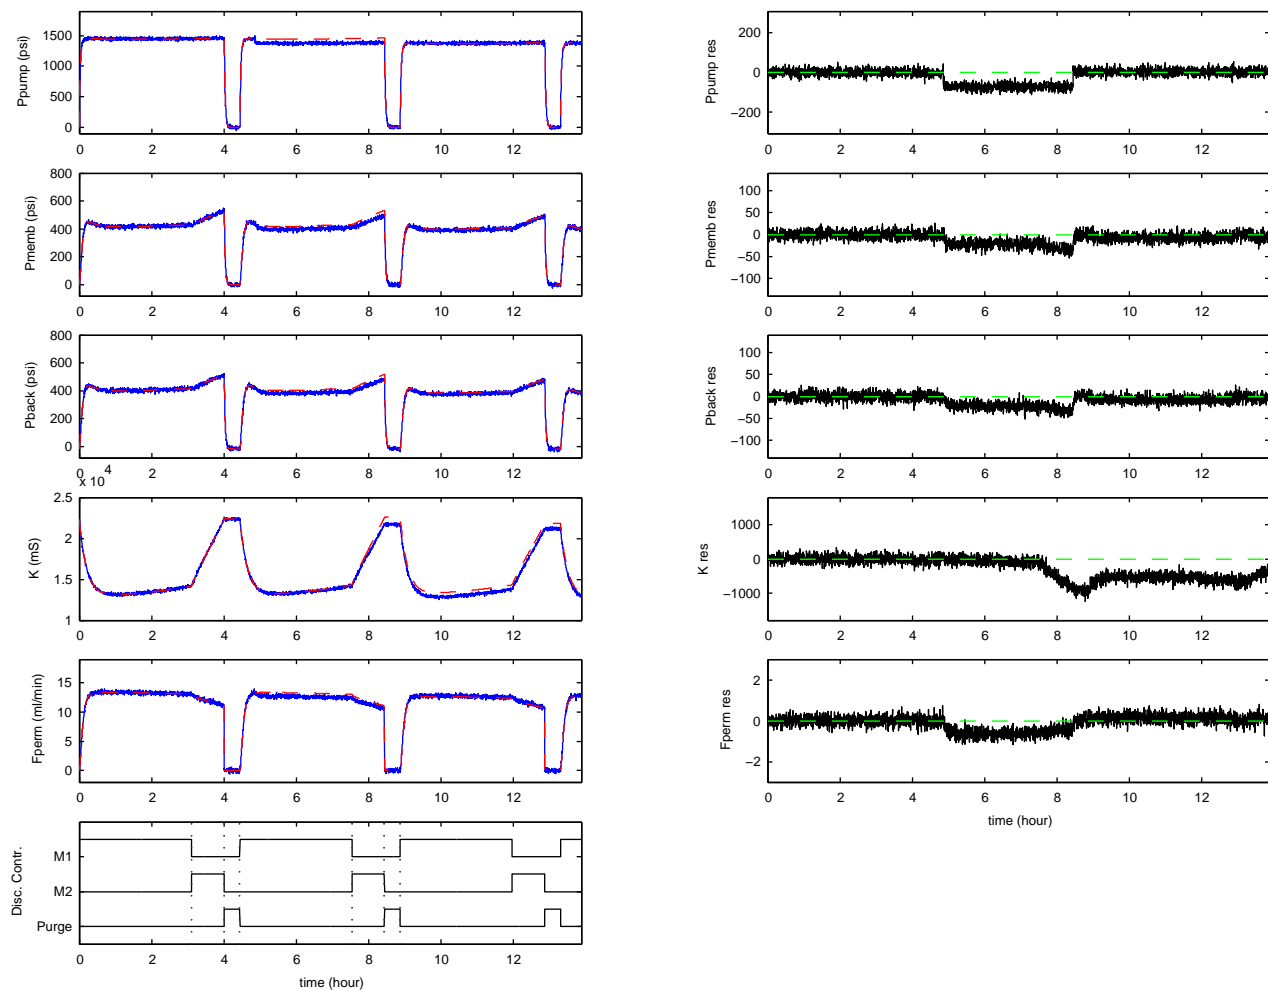 1500
1000
500
0
Ppump (psi)
0 2 4 6 8 10 12
200
0
−200
Ppump res
0 2 4 6 8 10 12
800
600
400
200
0
Pmemb (psi)
0 2 4 6 8 10 12
100
50
0
−50
−100
Pmemb res
0 2 4 6 8 10 12
800
600
400
200
0
Pback (psi)
0 2 4 6 8 10 12
100
50
0
−50
−100
Pback res
0 2 4 6 8 10 12
x 10 4
2.5
2
1.5
1
K (mS)
0 2 4 6 8 10 12
1000
0
−1000
K res
0 2 4 6 8 10 12
15
10
5
0
Fperm (ml/min)
0 2 4 6 8 10 12
2
0
−2
Fperm res
0 2 4 6 8 10 12
time (hour)
M1
M2
Purge
Disc. Contr.
0 2 4 6 8 10 12
time (hour)